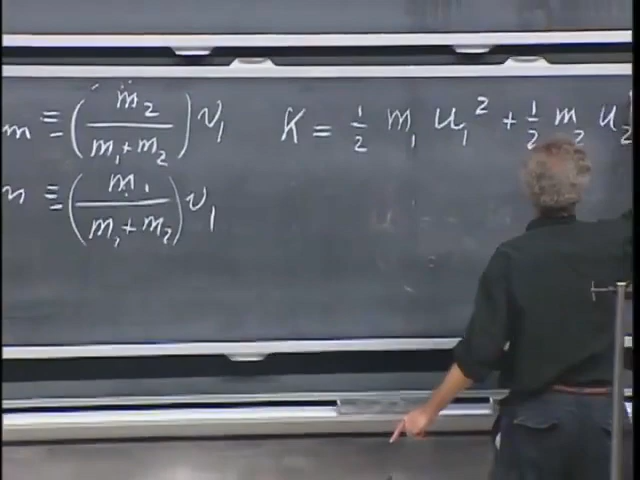 m ≡ (m₂ / (m₁+m₂)) v₁
≡ (m₁ / (m₁+m₂)) v₁
K = ½ m₁ u₁² + ½ m₂ u₂